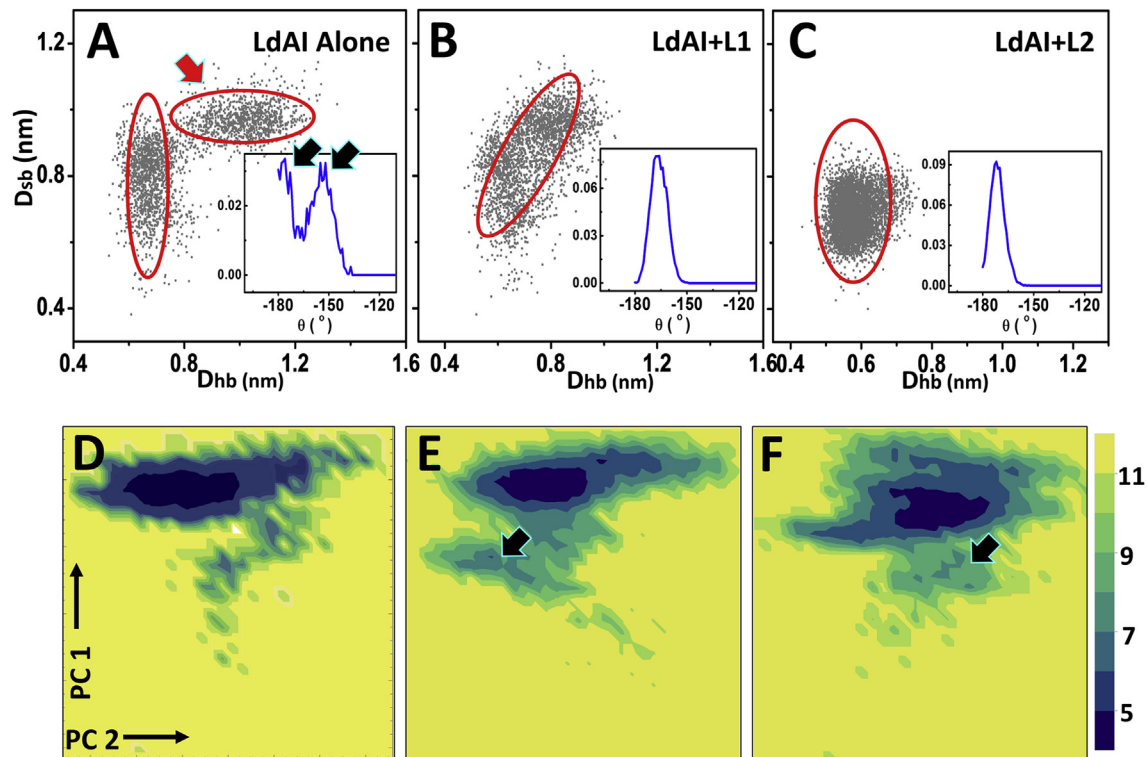 A LdAI Alone
B LdAI+L1
C LdAI+L2
1.2
0.8
0.4
Dsb (nm)
0.02
0.00
-180 -150 -120
θ (°)
0.06
0.03
0.00
-180 -150 -120
θ (°)
0.09
0.06
0.03
0.00
-180 -150 -120
θ (°)
0.4 0.8 1.2 1.6
Dhb (nm)
0.4 0.8 1.2 1.6
Dhb (nm)
0.4 0.6 0.8 1.0 1.2
Dhb (nm)
D
E
F
PC 1
PC 2
11
9
7
5